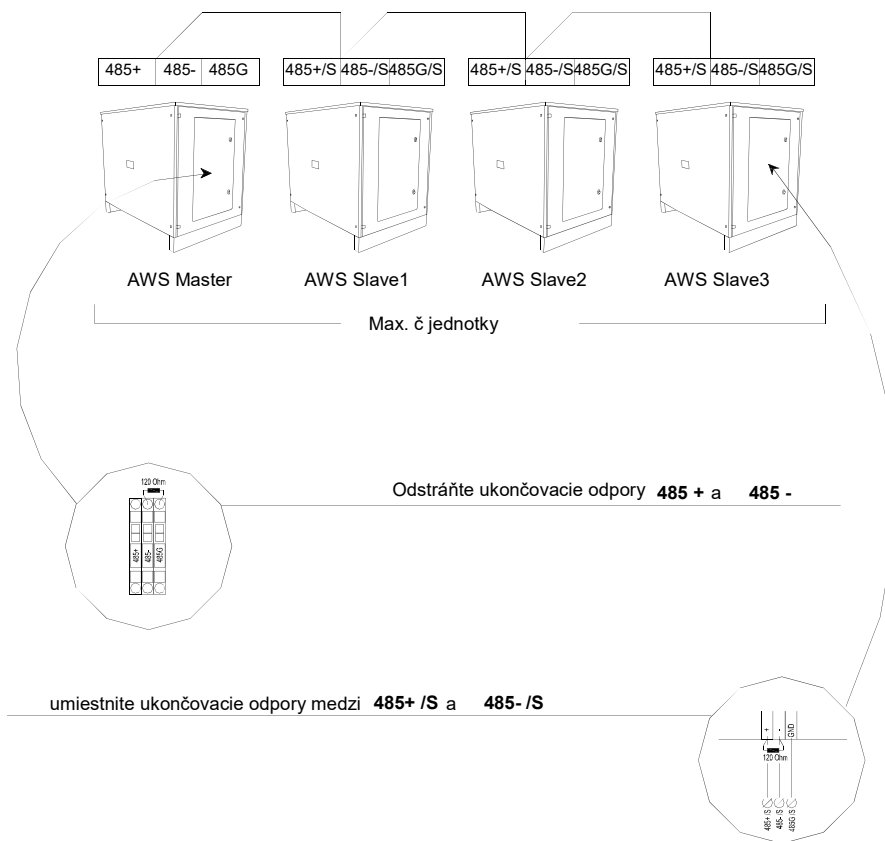 485+ 485- 485G 485+/S 485-/S 485G/S 485+/S 485-/S 485G/S 485+/S 485-/S 485G/S
AWS Master AWS Slave1 AWS Slave2 AWS Slave3
Max. č jednotky
120 Ohm
485+ 485- 485G
Odstráňte ukončovacie odpory 485 + a 485 -
umiestnite ukončovacie odpory medzi 485+ /S a 485- /S
+ - GND
120 Ohm
485+ /S 485- /S 485G /S